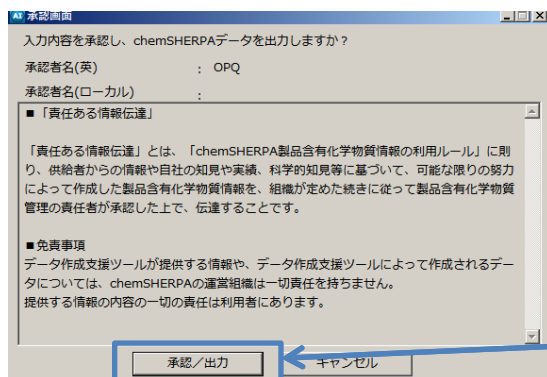 AI 承認画面
入力内容を承認し、chemSHERPAデータを出力しますか？
承認者名(英) : OPQ
承認者名(ローカル) :
■「責任ある情報伝達」
「責任ある情報伝達」とは、「chemSHERPA製品含有化学物質情報の利用ルール」に則
り、供給者からの情報や自社の知見や実績、科学的知見等に基づいて、可能な限りの努力
によって作成した製品含有化学物質情報を、組織が定めた続きに従って製品含有化学物質
管理の責任者が承認した上で、伝達することです。
■免責事項
データ作成支援ツールが提供する情報や、データ作成支援ツールによって作成されるデー
タについては、chemSHERPAの運営組織は一切責任を持ちません。
提供する情報の内容の一切の責任は利用者にあります。
承認／出力 キャンセル